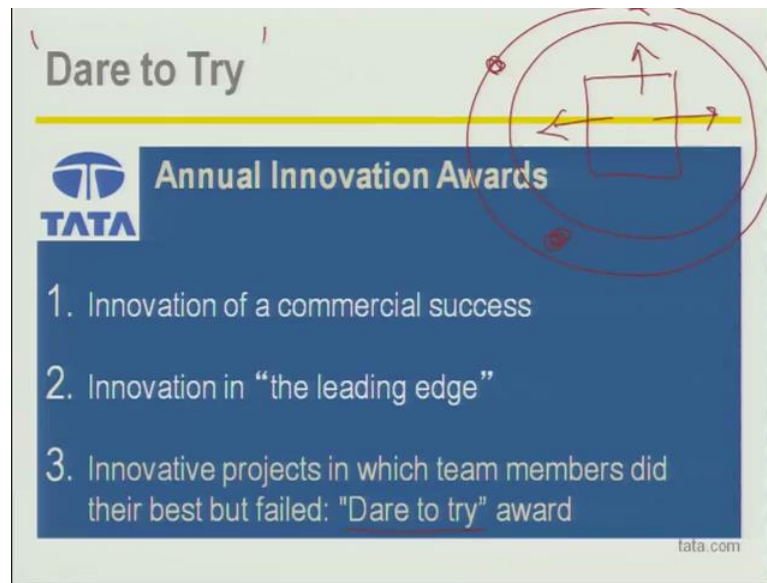 'Dare to Try'
TATA
Annual Innovation Awards
1. Innovation of a commercial success
2. Innovation in “the leading edge”
3. Innovative projects in which team members did
their best but failed: "Dare to try” award
tata.com